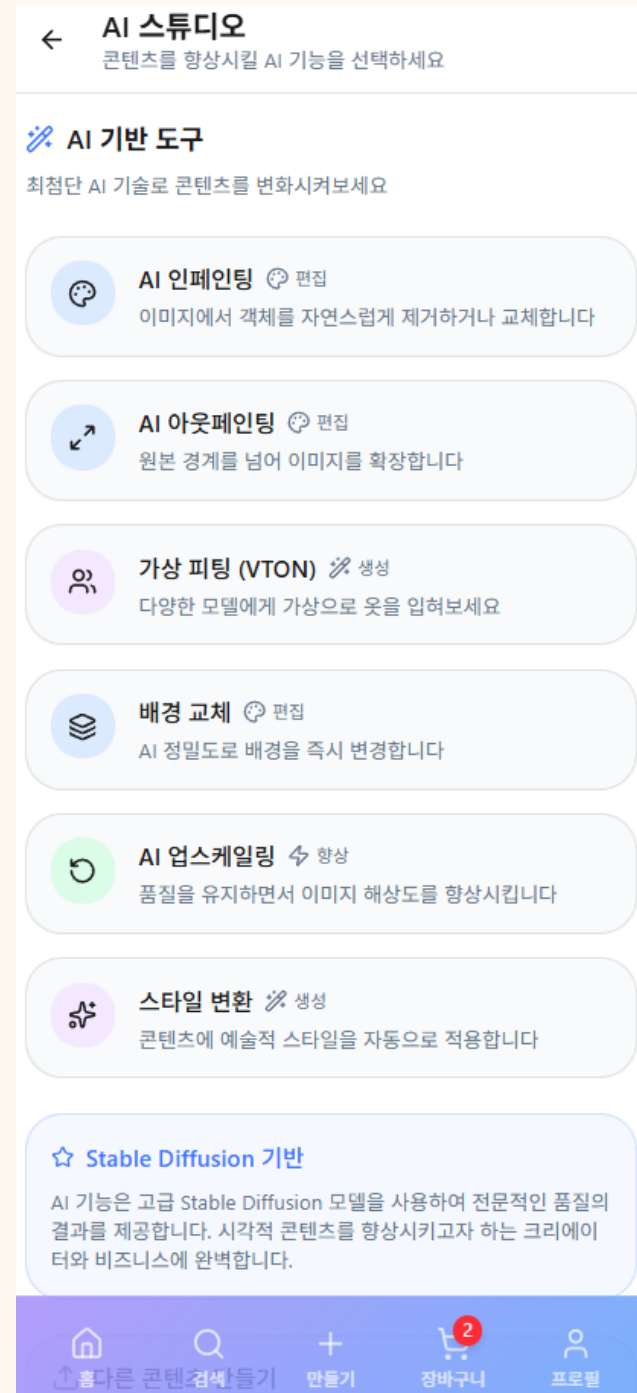 AI 스튜디오
콘텐츠를 향상시킬 AI 기능을 선택하세요
AI 기반 도구
최첨단 AI 기술로 콘텐츠를 변화시켜보세요
AI 인페인팅 편집
이미지에서 객체를 자연스럽게 제거하거나 교체합니다
AI 아웃페인팅 편집
원본 경계를 넘어 이미지를 확장합니다
가상 피팅 (VTON) 생성
다양한 모델에게 가상으로 옷을 입혀보세요
배경 교체 편집
AI 정밀도로 배경을 즉시 변경합니다
AI 업스케일링 향상
품질을 유지하면서 이미지 해상도를 향상시킵니다
스타일 변환 생성
콘텐츠에 예술적 스타일을 자동으로 적용합니다
Stable Diffusion 기반
AI 기능은 고급 Stable Diffusion 모델을 사용하여 전문적인 품질의
결과를 제공합니다. 시각적 콘텐츠를 향상시키고자 하는 크리에이
터와 비즈니스에 완벽합니다.
2
다른 콘텐츠 만들기
홈 검색 만들기 장바구니 프로필